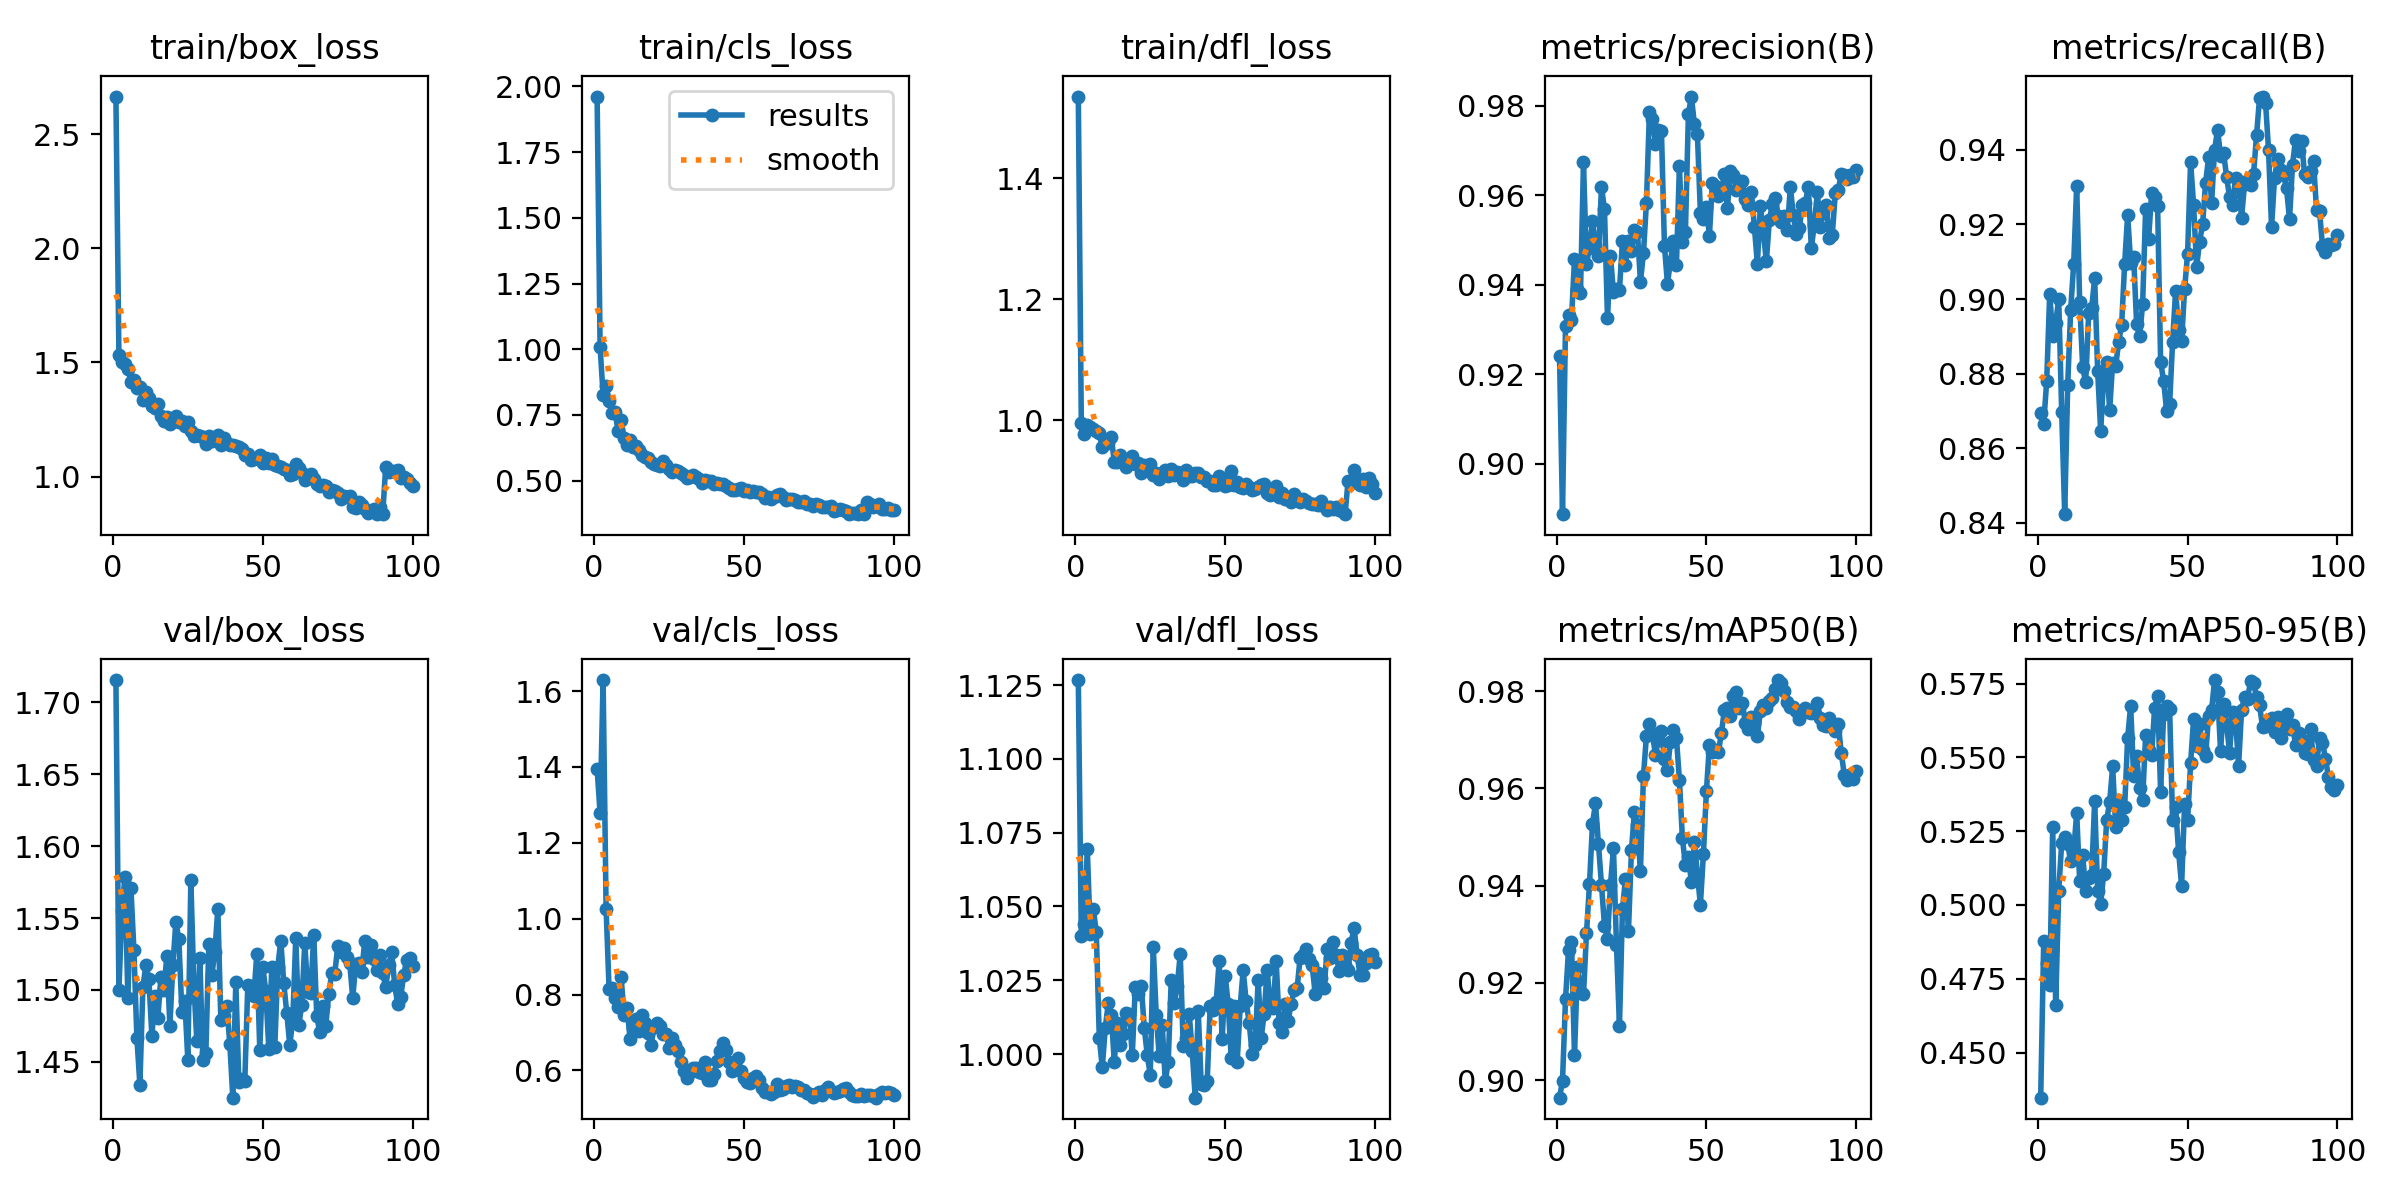 train/box_loss
2.5
2.0
1.5
1.0
0 50 100
train/cls_loss
results
smooth
2.00
1.75
1.50
1.25
1.00
0.75
0.50
0 50 100
train/dfl_loss
1.4
1.2
1.0
0 50 100
metrics/precision(B)
0.98
0.96
0.94
0.92
0.90
0 50 100
metrics/recall(B)
0.94
0.92
0.90
0.88
0.86
0.84
0 50 100
val/box_loss
1.70
1.65
1.60
1.55
1.50
1.45
0 50 100
val/cls_loss
1.6
1.4
1.2
1.0
0.8
0.6
0 50 100
val/dfl_loss
1.125
1.100
1.075
1.050
1.025
1.000
0 50 100
metrics/mAP50(B)
0.98
0.96
0.94
0.92
0.90
0 50 100
metrics/mAP50-95(B)
0.575
0.550
0.525
0.500
0.475
0.450
0 50 100